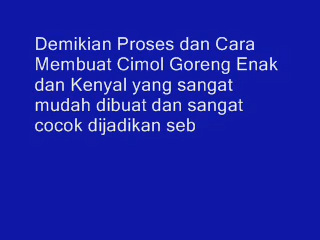 Demikian Proses dan Cara
Membuat Cimol Goreng Enak
dan Kenyal yang sangat
mudah dibuat dan sangat
cocok dijadikan seb